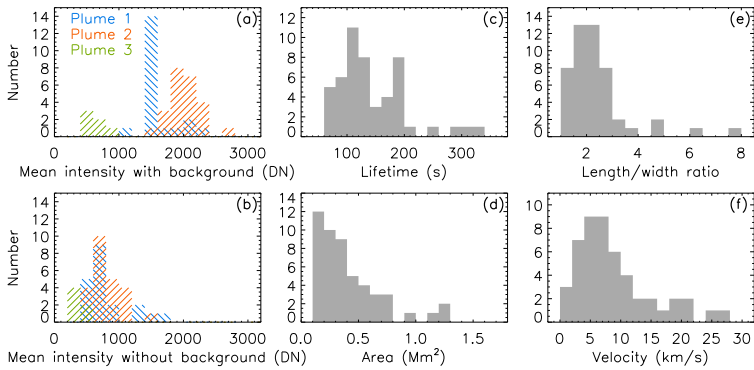 Plume 1
Plume 2
Plume 3
(a)
14
12
10
8
6
4
2
0
Number
0 1000 2000 3000
Mean intensity with background (DN)
(c)
14
12
10
8
6
4
2
0
100 200 300
Lifetime (s)
(e)
14
12
10
8
6
4
2
0
2 4 6 8
Length/width ratio
(b)
14
12
10
8
6
4
2
0
Number
0 1000 2000 3000
Mean intensity without background (DN)
(d)
14
12
10
8
6
4
2
0
0.0 0.5 1.0 1.5
Area (Mm²)
(f)
10
8
6
4
2
0
0 5 10 15 20 25 30
Velocity (km/s)